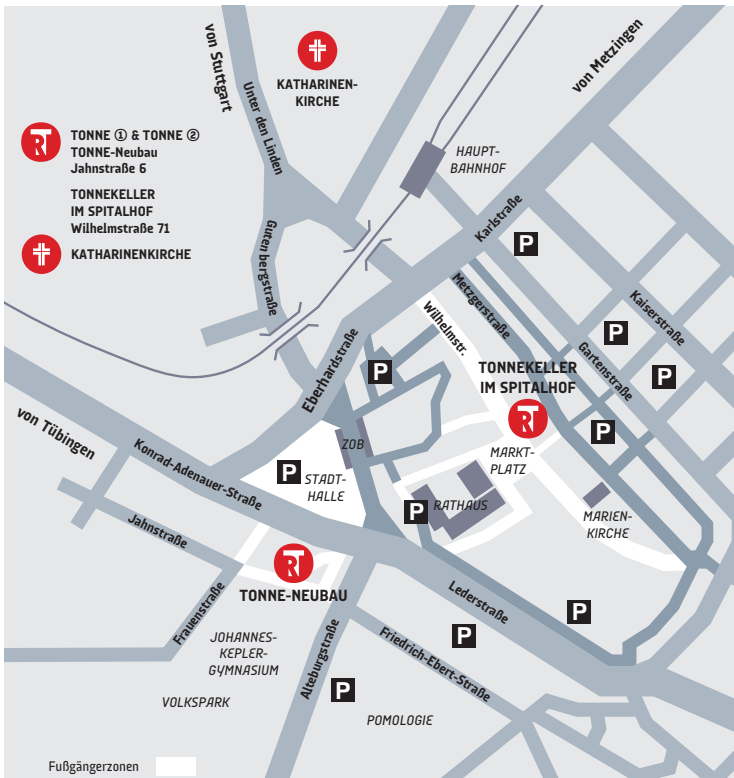 von Stuttgart
Unter den Linden
KATHARINEN-
KIRCHE
von Metzingen
TONNE ① & TONNE ②
TONNE-Neubau
Jahnstraße 6
TONNEKELLER
IM SPITALHOF
Wilhelmstraße 71
KATHARINENKIRCHE
HAUPT-
BAHNHOF
Gutenbergstraße
Karlstraße
P
Metzgerstraße
Kaiserstraße
Wilhelmstr.
Gartenstraße
P
P
Eberhardstraße
P
TONNEKELLER
IM SPITALHOF
RT
P
von Tübingen
Konrad-Adenauer-Straße
ZOB
P
STADT-
HALLE
MARKT-
PLATZ
RATHAUS
P
MARIEN-
KIRCHE
Jahnstraße
RT
TONNE-NEUBAU
Frauenstraße
Lederstraße
P
P
JOHANNES-
KEPLER-
GYMNASIUM
Alteburgstraße
Friedrich-Ebert-Straße
VOLKSPARK
P
POMOLOGIE
Fußgängerzonen